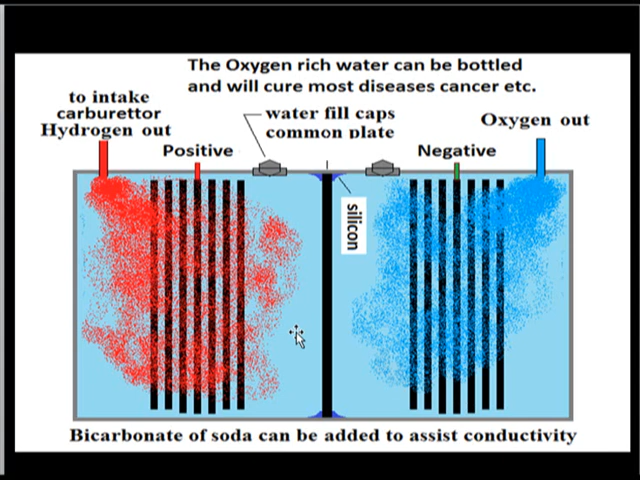 The Oxygen rich water can be bottled
and will cure most diseases cancer etc.
to intake
carburettor
Hydrogen out
water fill caps
common plate
Oxygen out
Positive
Negative
silicon
Bicarbonate of soda can be added to assist conductivity